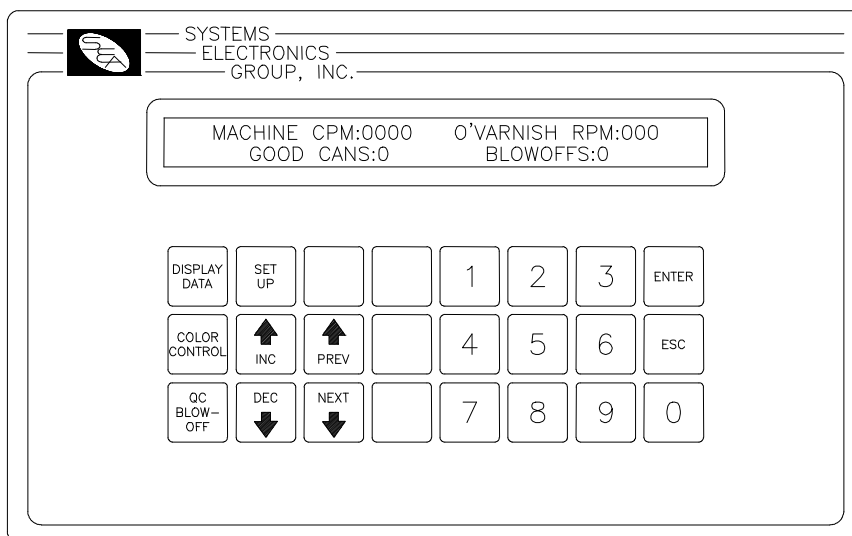 SYSTEMS
ELECTRONICS
GROUP, INC.
SEA
MACHINE CPM:0000 O'VARNISH RPM:000
GOOD CANS:0 BLOWOFFS:0
DISPLAY
DATA
SET
UP
1
2
3
ENTER
COLOR
CONTROL
INC
PREV
4
5
6
ESC
QC
BLOW-
OFF
DEC
NEXT
7
8
9
0